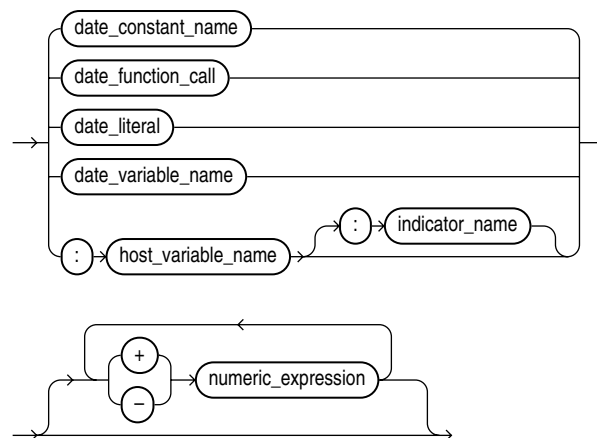 date_constant_name
date_function_call
date_literal
date_variable_name
: host_variable_name : indicator_name
+
− numeric_expression